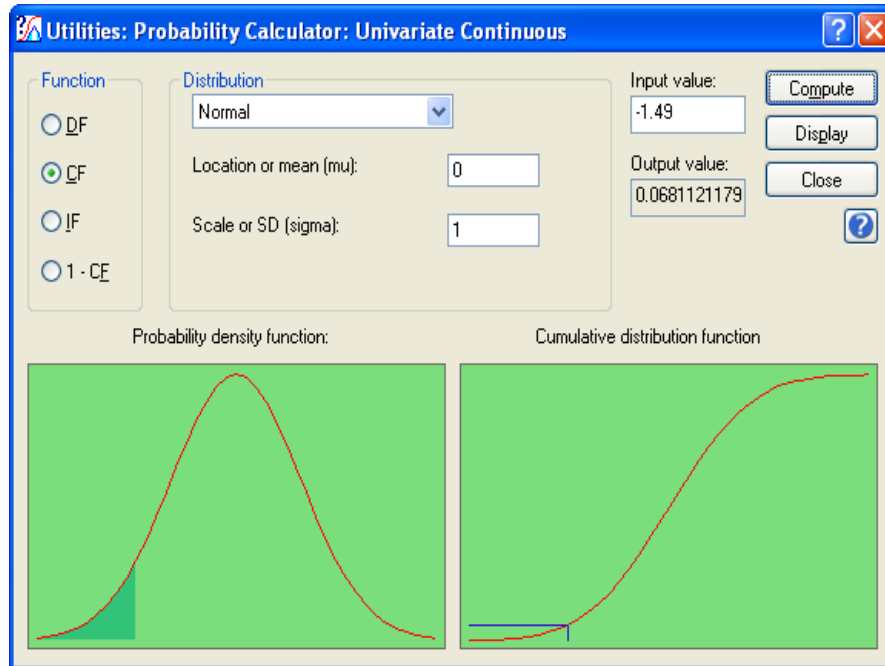 Utilities: Probability Calculator: Univariate Continuous
Function
DF
CF
IF
1 - CF
Distribution
Normal
Location or mean (mu):
0
Scale or SD (sigma):
1
Input value:
-1.49
Output value:
0.0681121179
Compute
Display
Close
Probability density function:
Cumulative distribution function